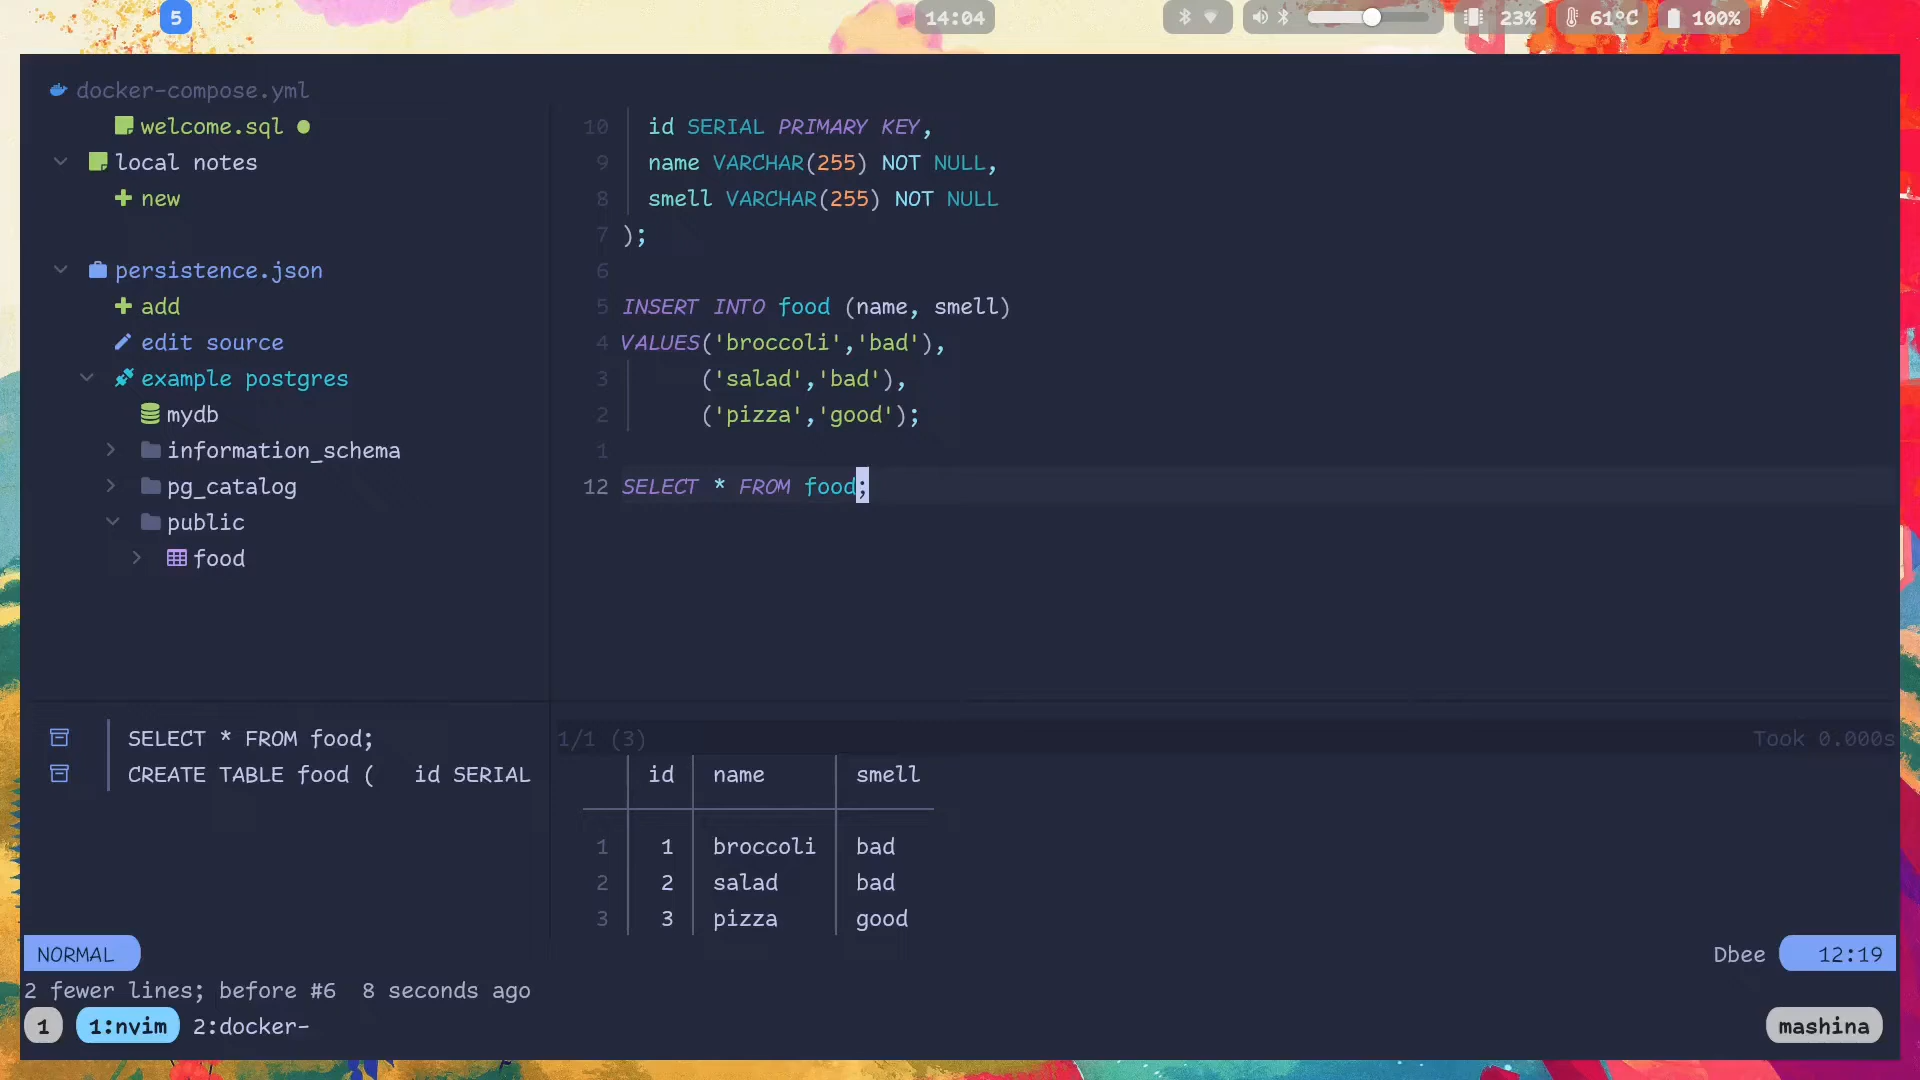 5
14:04
23%
61°C
100%
docker-compose.yml
welcome.sql
local notes
new
persistence.json
add
edit source
example postgres
mydb
information_schema
pg_catalog
public
food
10 id SERIAL PRIMARY KEY,
9 name VARCHAR(255) NOT NULL,
8 smell VARCHAR(255) NOT NULL
7 );
6
5 INSERT INTO food (name, smell)
4 VALUES('broccoli','bad'),
3 ('salad','bad'),
2 ('pizza','good');
1
12 SELECT * FROM food;
SELECT * FROM food;
CREATE TABLE food ( id SERIAL
1/1 (3)
Took 0.000s
id name smell
1 1 broccoli bad
2 2 salad bad
3 3 pizza good
NORMAL
Dbee 12:19
2 fewer lines; before #6 8 seconds ago
1 1:nvim 2:docker-
mashina